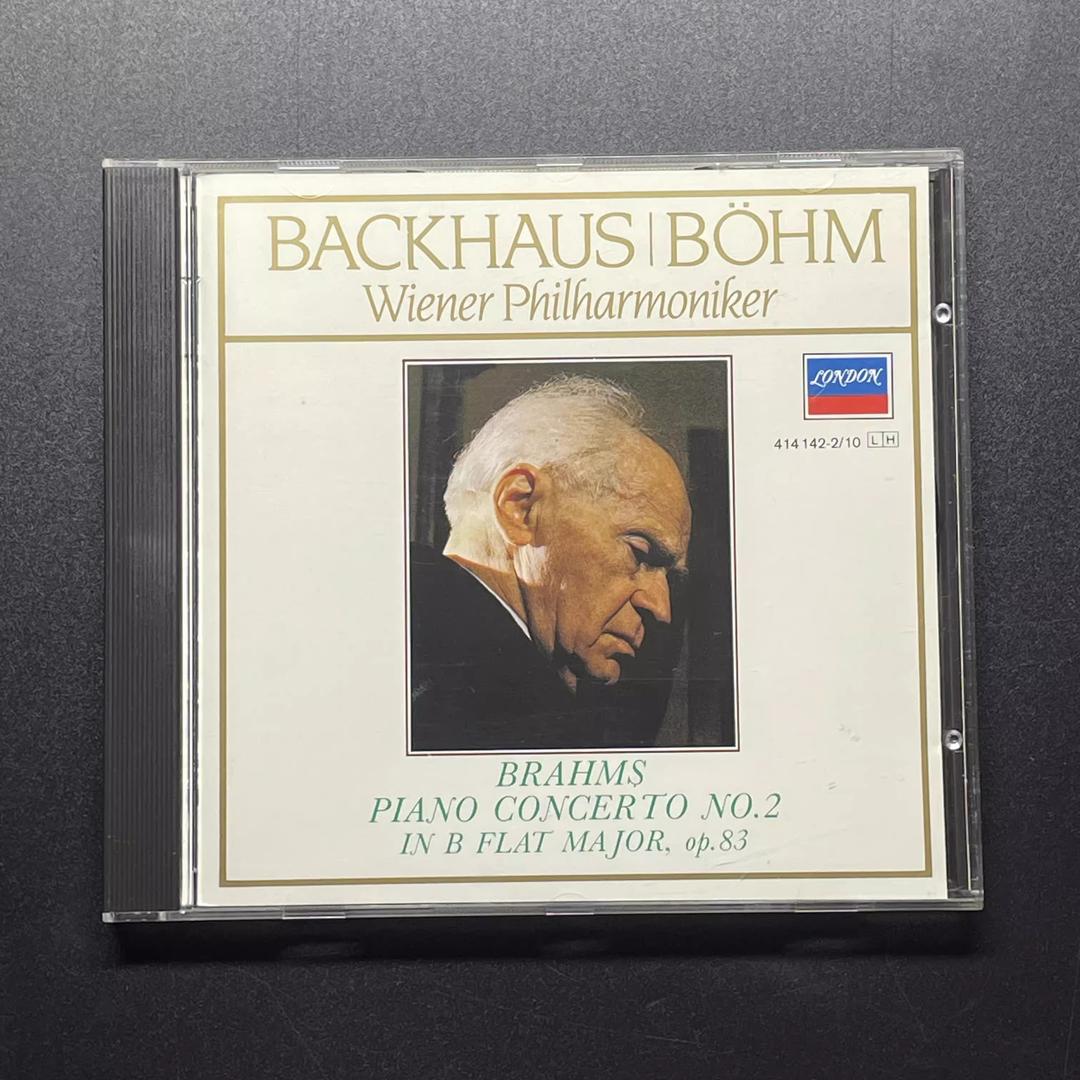 BACKHAUS|BÖHM
Wiener Philharmoniker
LONDON
414 142-2/10 L H
BRAHMS
PIANO CONCERTO NO.2
IN B FLAT MAJOR, op.83